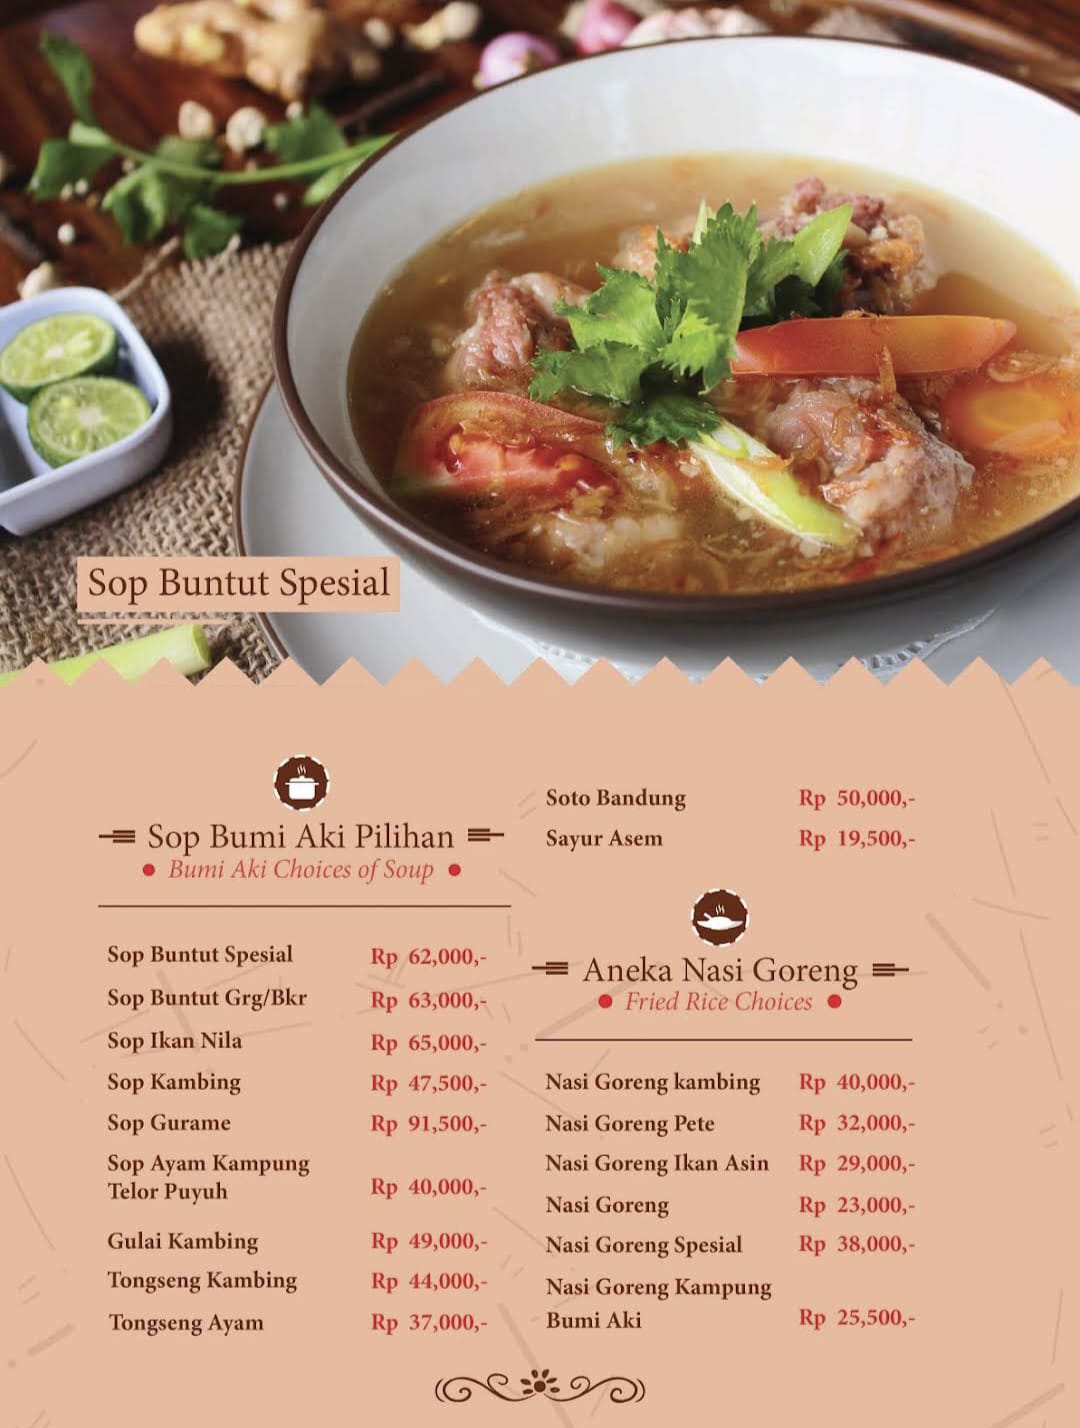 Sop Buntut Spesial
Sop Bumi Aki Pilihan
Bumi Aki Choices of Soup
Sop Buntut Spesial Rp 62,000,-
Sop Buntut Grg/Bkr Rp 63,000,-
Sop Ikan Nila Rp 65,000,-
Sop Kambing Rp 47,500,-
Sop Gurame Rp 91,500,-
Sop Ayam Kampung
Telor Puyuh Rp 40,000,-
Gulai Kambing Rp 49,000,-
Tongseng Kambing Rp 44,000,-
Tongseng Ayam Rp 37,000,-
Soto Bandung Rp 50,000,-
Sayur Asem Rp 19,500,-
Aneka Nasi Goreng
Fried Rice Choices
Nasi Goreng kambing Rp 40,000,-
Nasi Goreng Pete Rp 32,000,-
Nasi Goreng Ikan Asin Rp 29,000,-
Nasi Goreng Rp 23,000,-
Nasi Goreng Spesial Rp 38,000,-
Nasi Goreng Kampung
Bumi Aki Rp 25,500,-